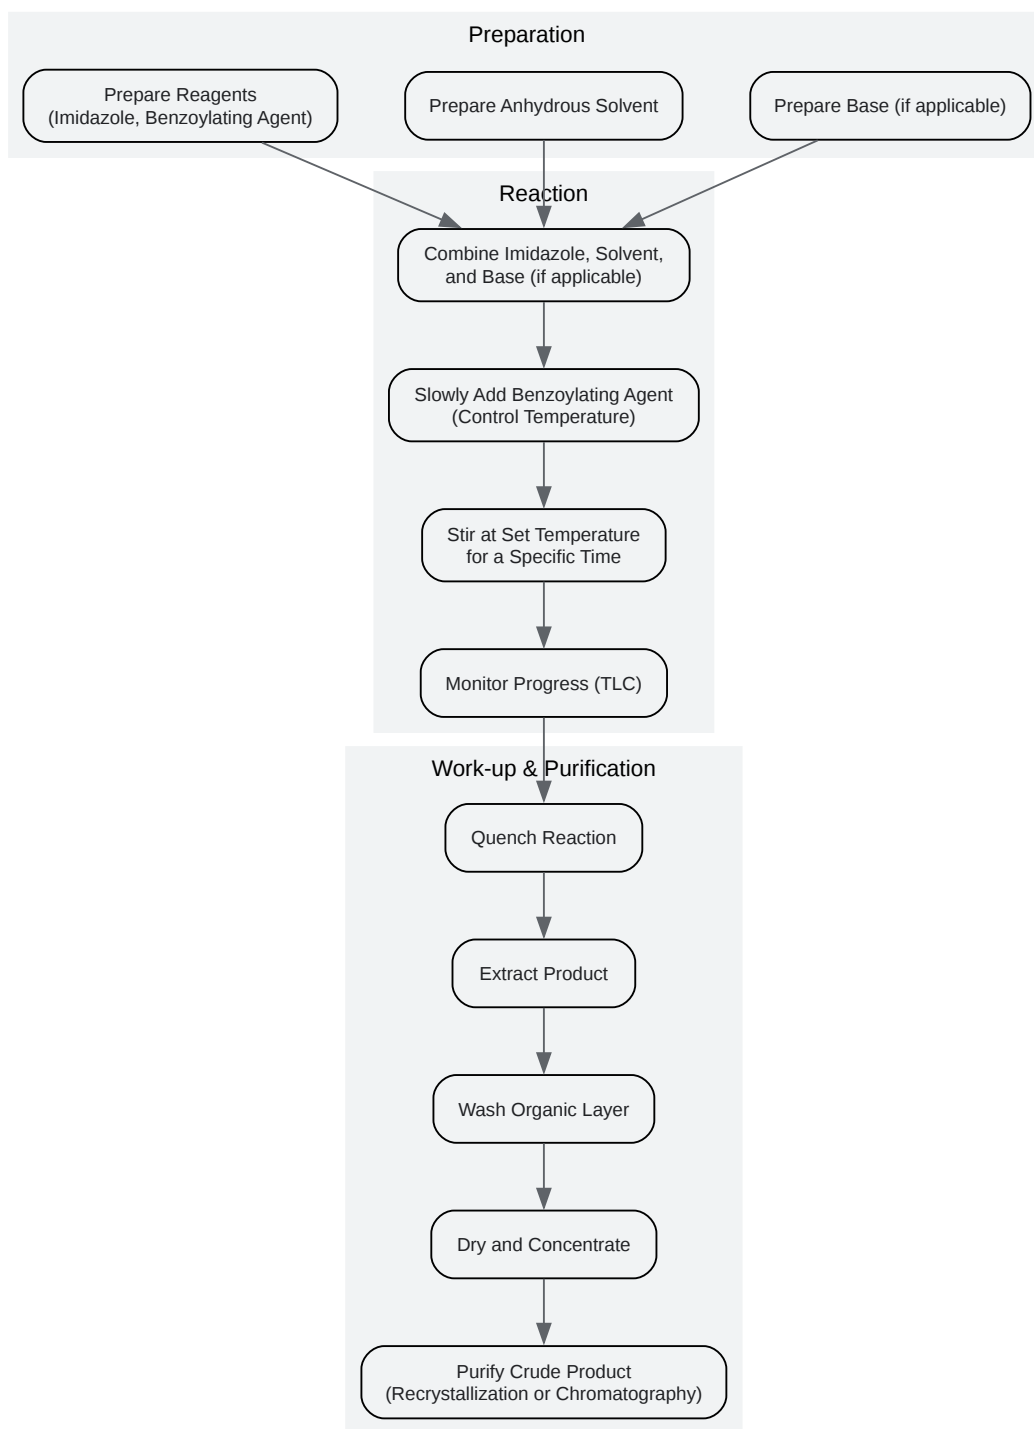 Preparation
Prepare Reagents
(Imidazole, Benzoylating Agent)
Prepare Anhydrous Solvent
Prepare Base (if applicable)
Reaction
Combine Imidazole, Solvent,
and Base (if applicable)
Slowly Add Benzoylating Agent
(Control Temperature)
Stir at Set Temperature
for a Specific Time
Monitor Progress (TLC)
Work-up & Purification
Quench Reaction
Extract Product
Wash Organic Layer
Dry and Concentrate
Purify Crude Product
(Recrystallization or Chromatography)